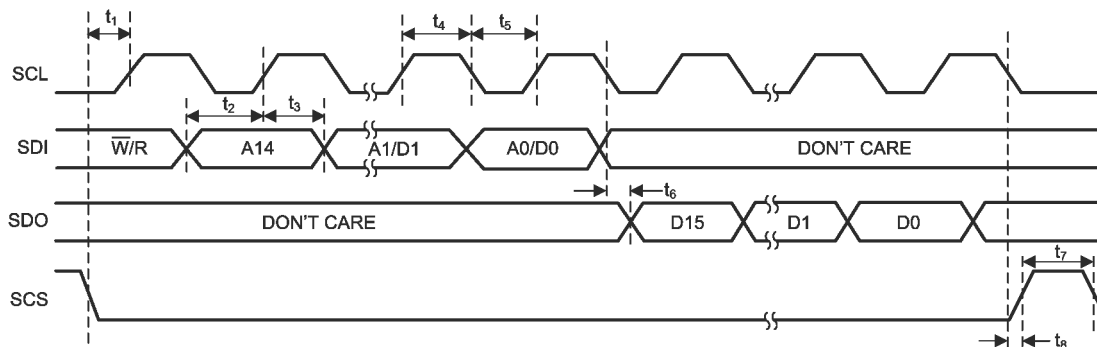 t1 t4 t5
SCL
t2 t3
SDI W̅/R A14 A1/D1 A0/D0 DON'T CARE
t6
SDO DON'T CARE D15 D1 D0
t7
SCS
t8